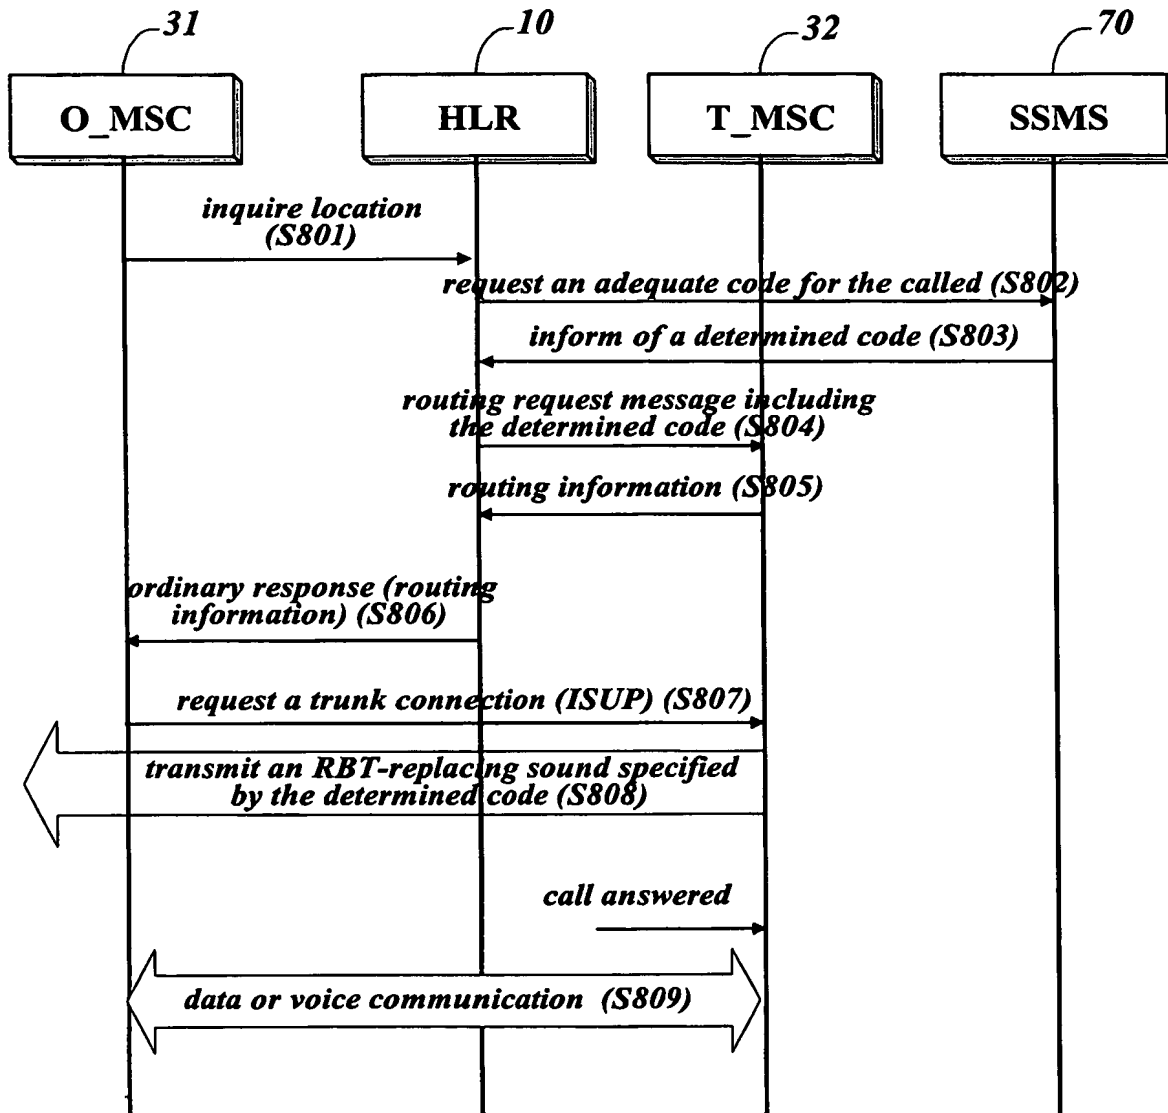 31
10
32
70
O_MSC
HLR
T_MSC
SSMS
inquire location
(S801)
request an adequate code for the called (S802)
inform of a determined code (S803)
routing request message including
the determined code (S804)
routing information (S805)
ordinary response (routing
information) (S806)
request a trunk connection (ISUP) (S807)
transmit an RBT-replacing sound specified
by the determined code (S808)
call answered
data or voice communication (S809)